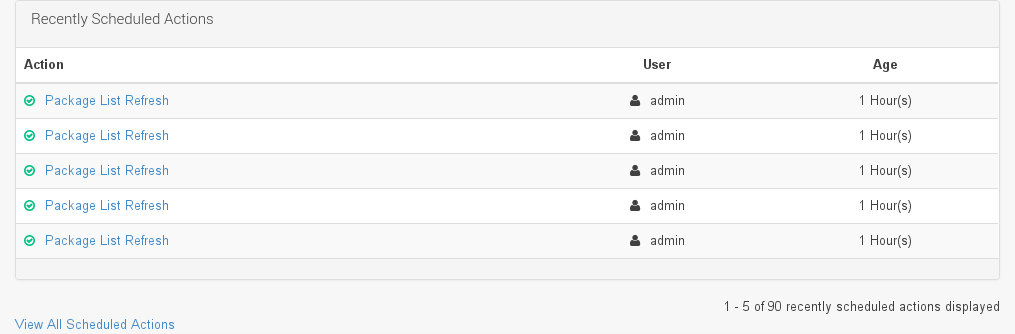 Recently Scheduled Actions
Action User Age
Package List Refresh admin 1 Hour(s)
Package List Refresh admin 1 Hour(s)
Package List Refresh admin 1 Hour(s)
Package List Refresh admin 1 Hour(s)
Package List Refresh admin 1 Hour(s)
1 - 5 of 90 recently scheduled actions displayed
View All Scheduled Actions